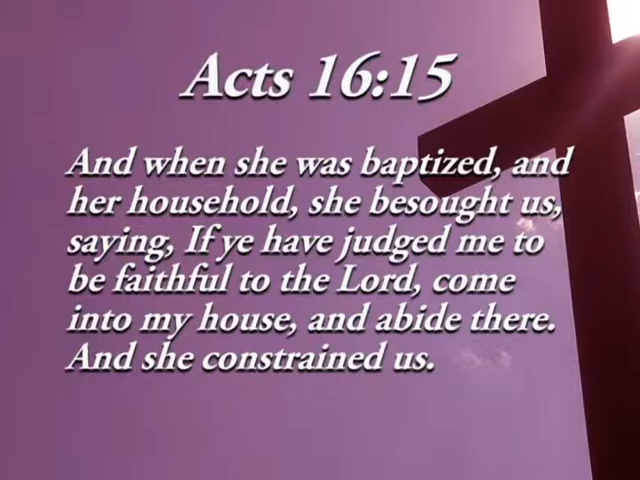 Acts 16:15
And when she was baptized, and
her household, she besought us,
saying, If ye have judged me to
be faithful to the Lord, come
into my house, and abide there.
And she constrained us.